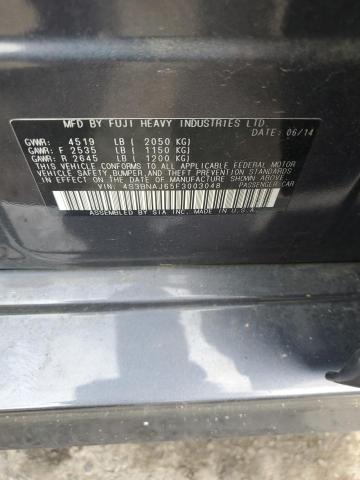 MFD BY FUJI HEAVY INDUSTRIES LTD.
DATE: 06/14
GVWR: 4519 LB ( 2050 KG)
GAWR: F 2535 LB ( 1150 KG)
GAWR: R 2645 LB ( 1200 KG)
THIS VEHICLE CONFORMS TO ALL APPLICABLE FEDERAL MOTOR
VEHICLE SAFETY, BUMPER, AND THEFT PREVENTION STANDARDS
IN EFFECT ON THE DATE OF MANUFACTURE SHOWN ABOVE.
VIN: 4S3BNAJ65F3003048 PASSENGER CAR
ASSEMBLED BY SIA, INC. MADE IN U.S.A.